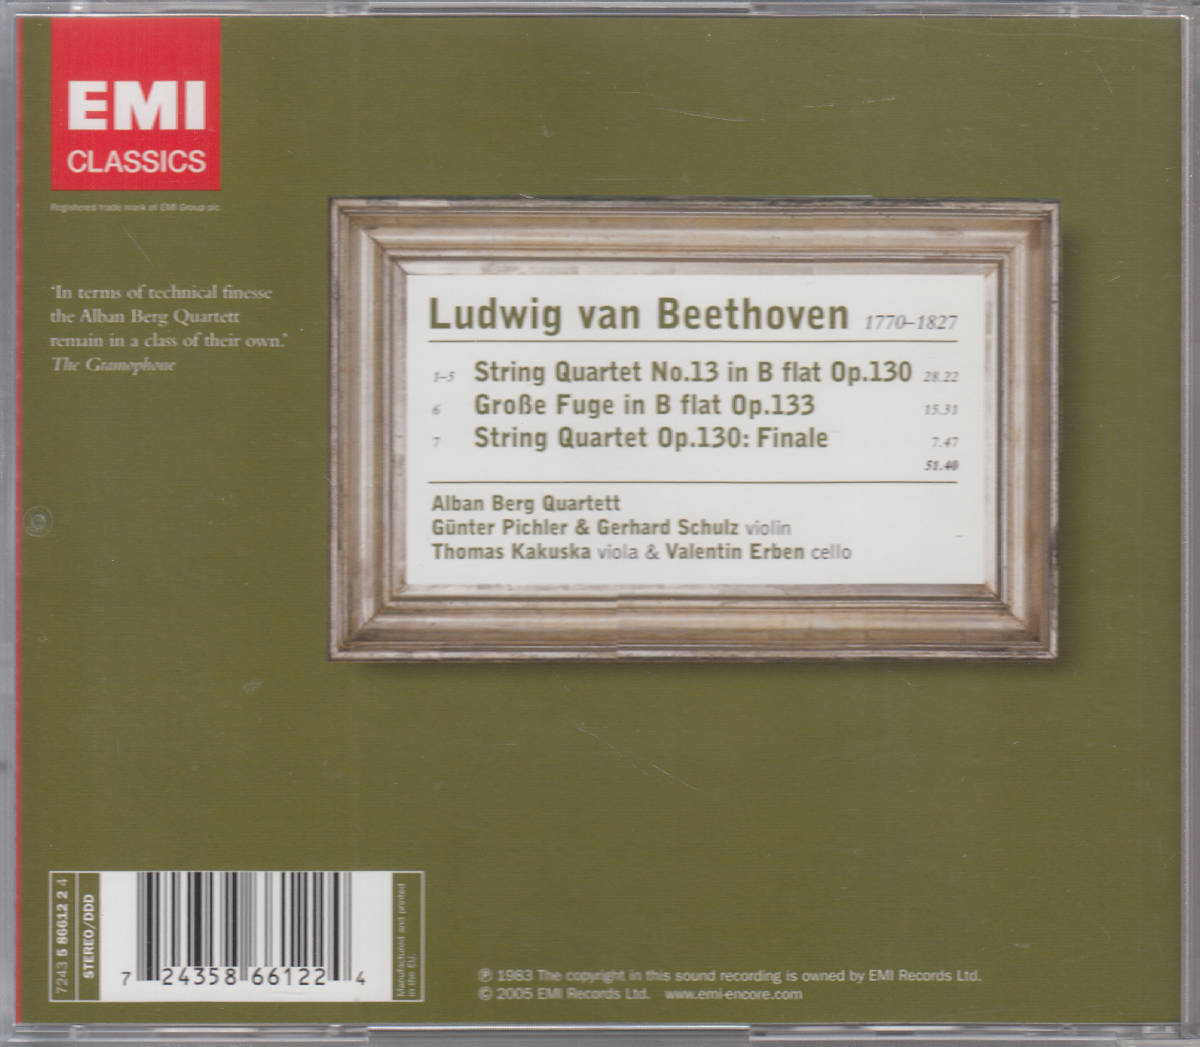 EMI
CLASSICS
Registered trade mark of EMI Group plc
"In terms of technical finesse
the Alban Berg Quartett
remain in a class of their own."
The Gramophone
Ludwig van Beethoven 1770–1827
1–5 String Quartet No.13 in B flat Op.130 28.22
6 Große Fuge in B flat Op.133 15.31
7 String Quartet Op.130: Finale 7.47
51.40
Alban Berg Quartett
Günter Pichler & Gerhard Schulz violin
Thomas Kakuska viola & Valentin Erben cello
7243 5 86612 2 4
STEREO/DDD
7 24358 66122 4
Manufactured and printed
in the EU.
℗ 1983 The copyright in this sound recording is owned by EMI Records Ltd.
© 2005 EMI Records Ltd. www.emi-encore.com